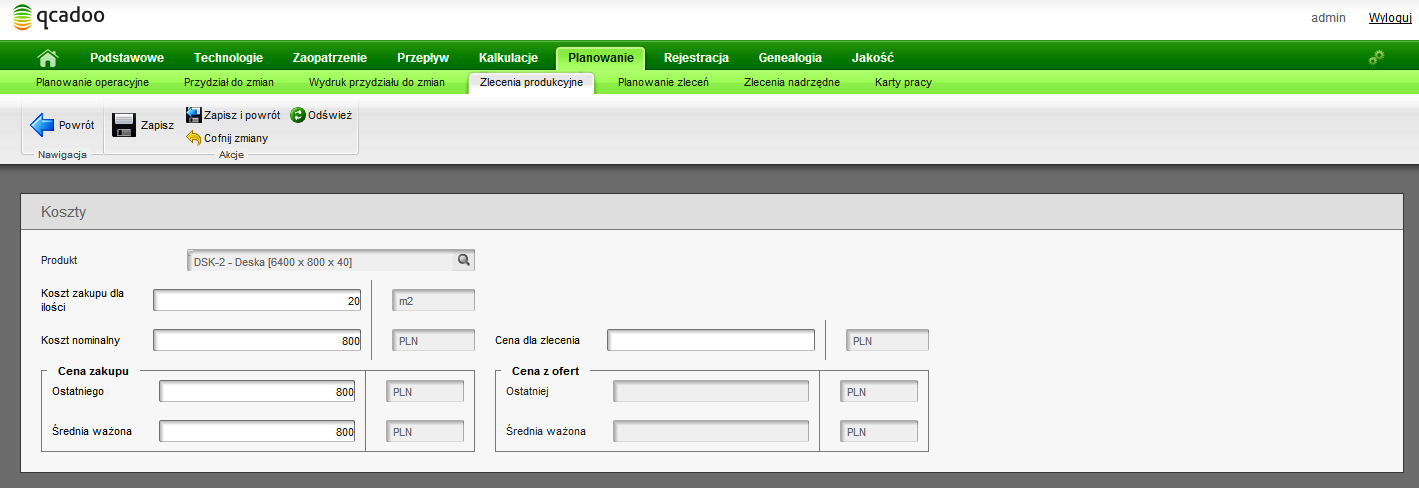 qcadoo
admin Wyloguj
Podstawowe Technologie Zaopatrzenie Przepływ Kalkulacje Planowanie Rejestracja Genealogia Jakość
Planowanie operacyjne Przydział do zmian Wydruk przydziału do zmian Zlecenia produkcyjne Planowanie zleceń Zlecenia nadrzędne Karty pracy
Powrót Zapisz Zapisz i powrót Odśwież
Cofnij zmiany
Nawigacja Akcje
Koszty
Produkt DSK-2 - Deska [6400 x 800 x 40]
Koszt zakupu dla
ilości 20 m2
Koszt nominalny 800 PLN Cena dla zlecenia PLN
Cena zakupu Cena z ofert
Ostatniego 800 PLN Ostatniej PLN
Średnia ważona 800 PLN Średnia ważona PLN